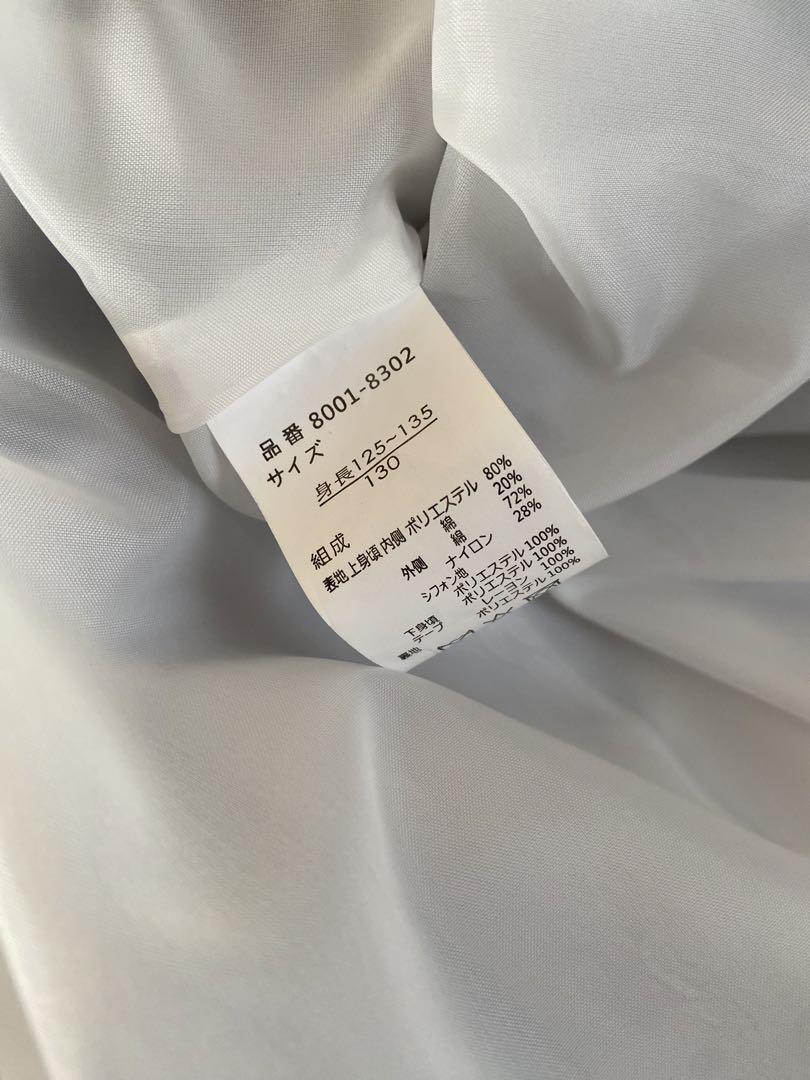 品番 8001-8302
サイズ
身長125~135
130
組成
表地 上身頃 内側 ポリエステル 80%
綿 20%
外側 綿 72%
ナイロン 28%
シフォン地 ポリエステル 100%
下身頃 ポリエステル 100%
テープ レーヨン 100%
裏地 ポリエステル 100%